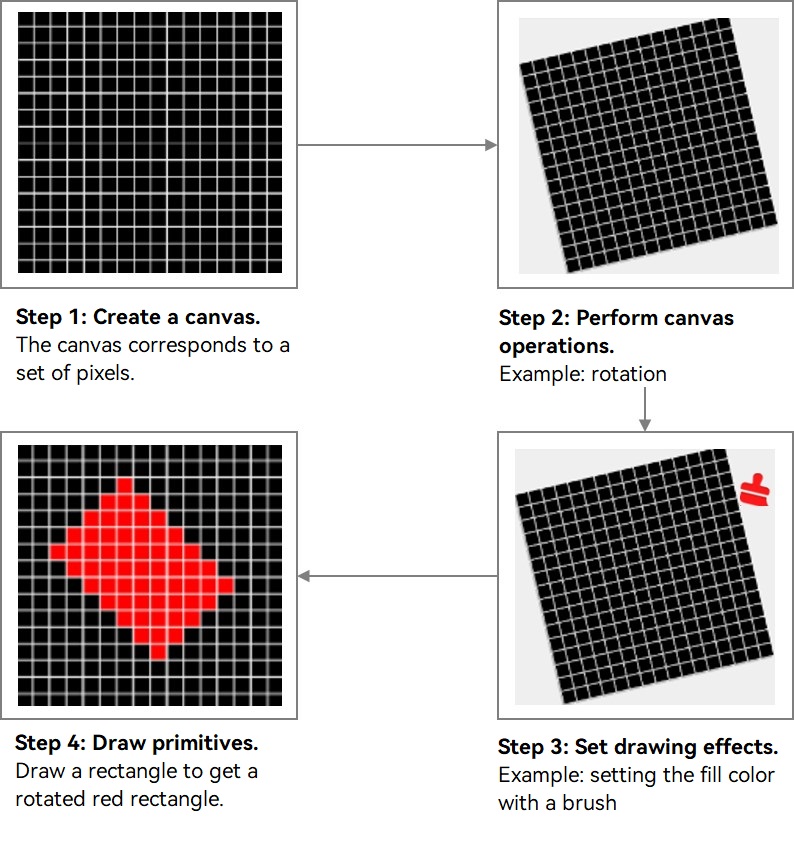 Step 1: Create a canvas.
The canvas corresponds to a
set of pixels.
Step 2: Perform canvas
operations.
Example: rotation
Step 3: Set drawing effects.
Example: setting the fill color
with a brush
Step 4: Draw primitives.
Draw a rectangle to get a
rotated red rectangle.